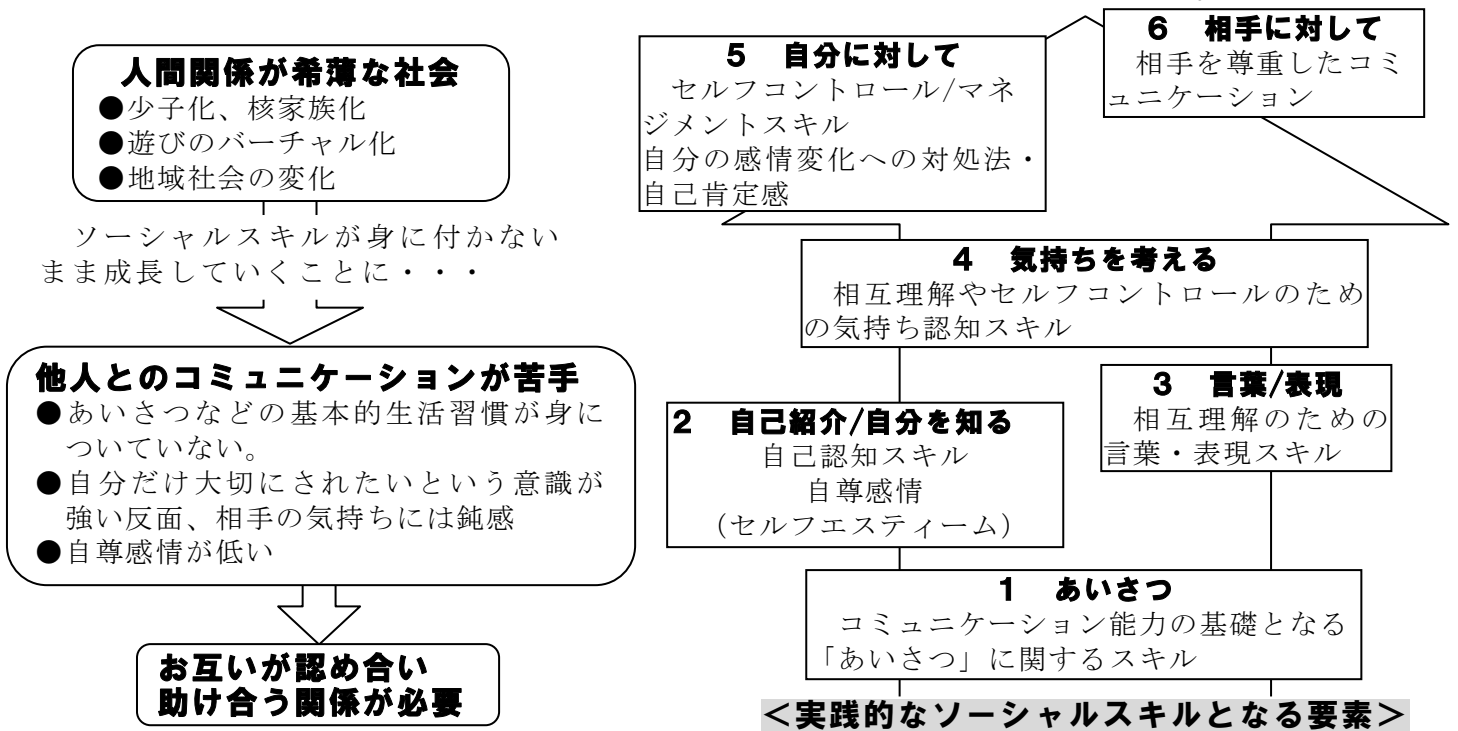 人間関係が希薄な社会
●少子化、核家族化
●遊びのバーチャル化
●地域社会の変化
ソーシャルスキルが身に付かない
まま成長していくことに・・・
他人とのコミュニケーションが苦手
●あいさつなどの基本的生活習慣が身に
ついていない。
●自分だけ大切にされたいという意識が
強い反面、相手の気持ちには鈍感
●自尊感情が低い
お互いが認め合い
助け合う関係が必要
5 自分に対して
セルフコントロール/マネ
ジメントスキル
自分の感情変化への対処法・
自己肯定感
6 相手に対して
相手を尊重したコミ
ュニケーション
4 気持ちを考える
相互理解やセルフコントロールのため
の気持ち認知スキル
2 自己紹介/自分を知る
自己認知スキル
自尊感情
(セルフエスティーム)
3 言葉/表現
相互理解のための
言葉・表現スキル
1 あいさつ
コミュニケーション能力の基礎となる
「あいさつ」に関するスキル
＜実践的なソーシャルスキルとなる要素＞